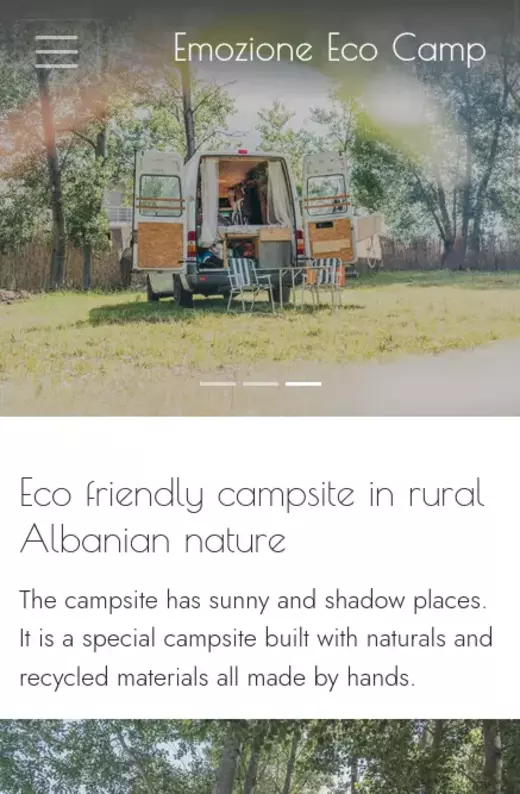 Emozione Eco Camp
Eco friendly campsite in rural
Albanian nature
The campsite has sunny and shadow places.
It is a special campsite built with naturals and
recycled materials all made by hands.